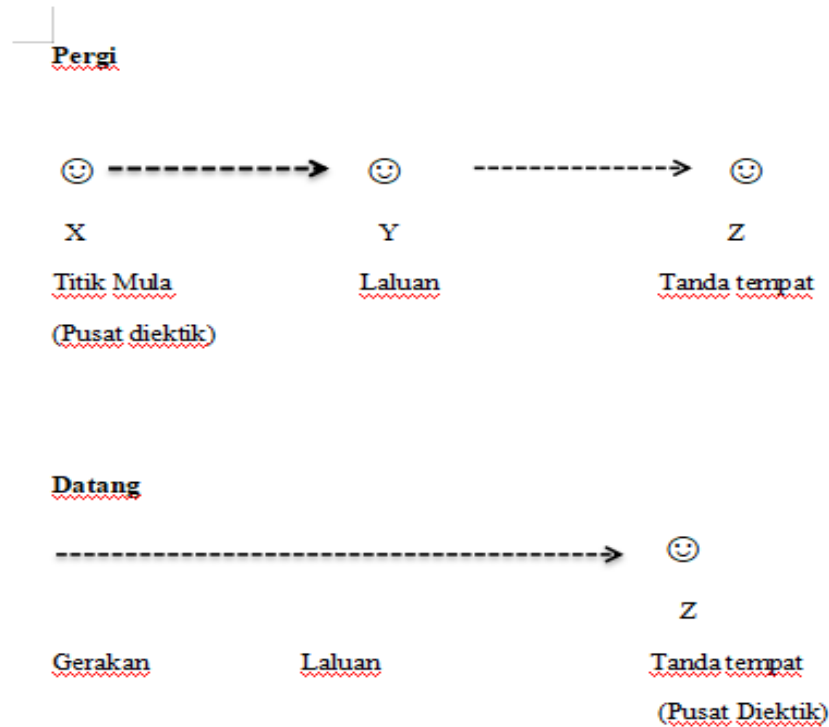 Pergi
X Y Z
Titik Mula Laluan Tanda tempat
(Pusat diektik)
Datang
Z
Gerakan Laluan Tanda tempat
(Pusat Diektik)